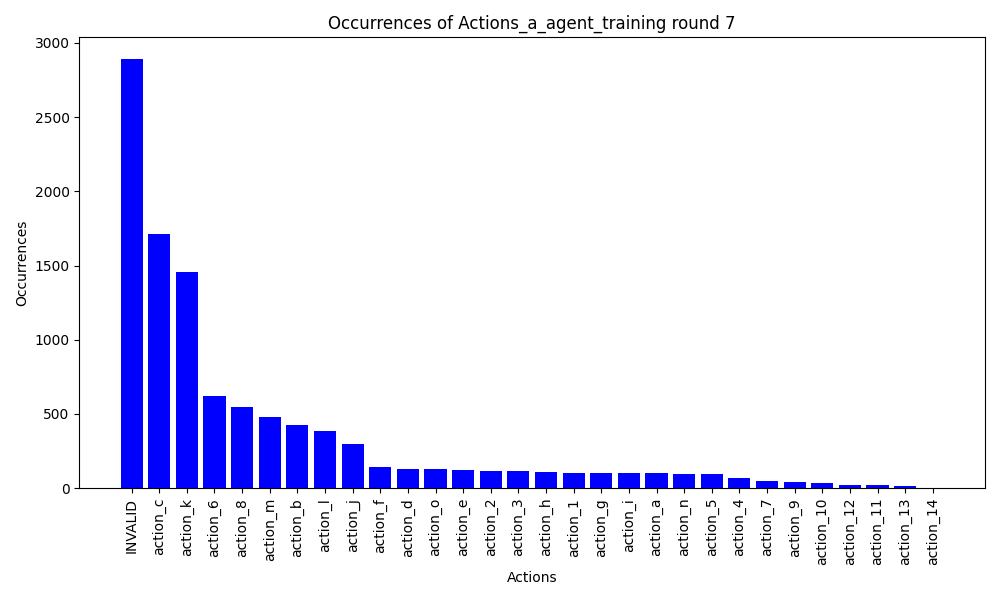 Occurrences of Actions_a_agent_training round 7
3000
2500
2000
1500
1000
500
0
Occurrences
INVALID
action_c
action_k
action_6
action_8
action_m
action_b
action_l
action_j
action_f
action_d
action_o
action_e
action_2
action_3
action_h
action_1
action_g
action_i
action_a
action_n
action_5
action_4
action_7
action_9
action_10
action_12
action_11
action_13
action_14
Actions